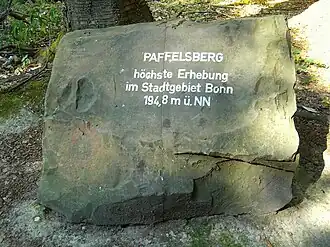 PAFFELSBERG
höchste Erhebung
im Stadtgebiet Bonn
194,8 m ü. NN